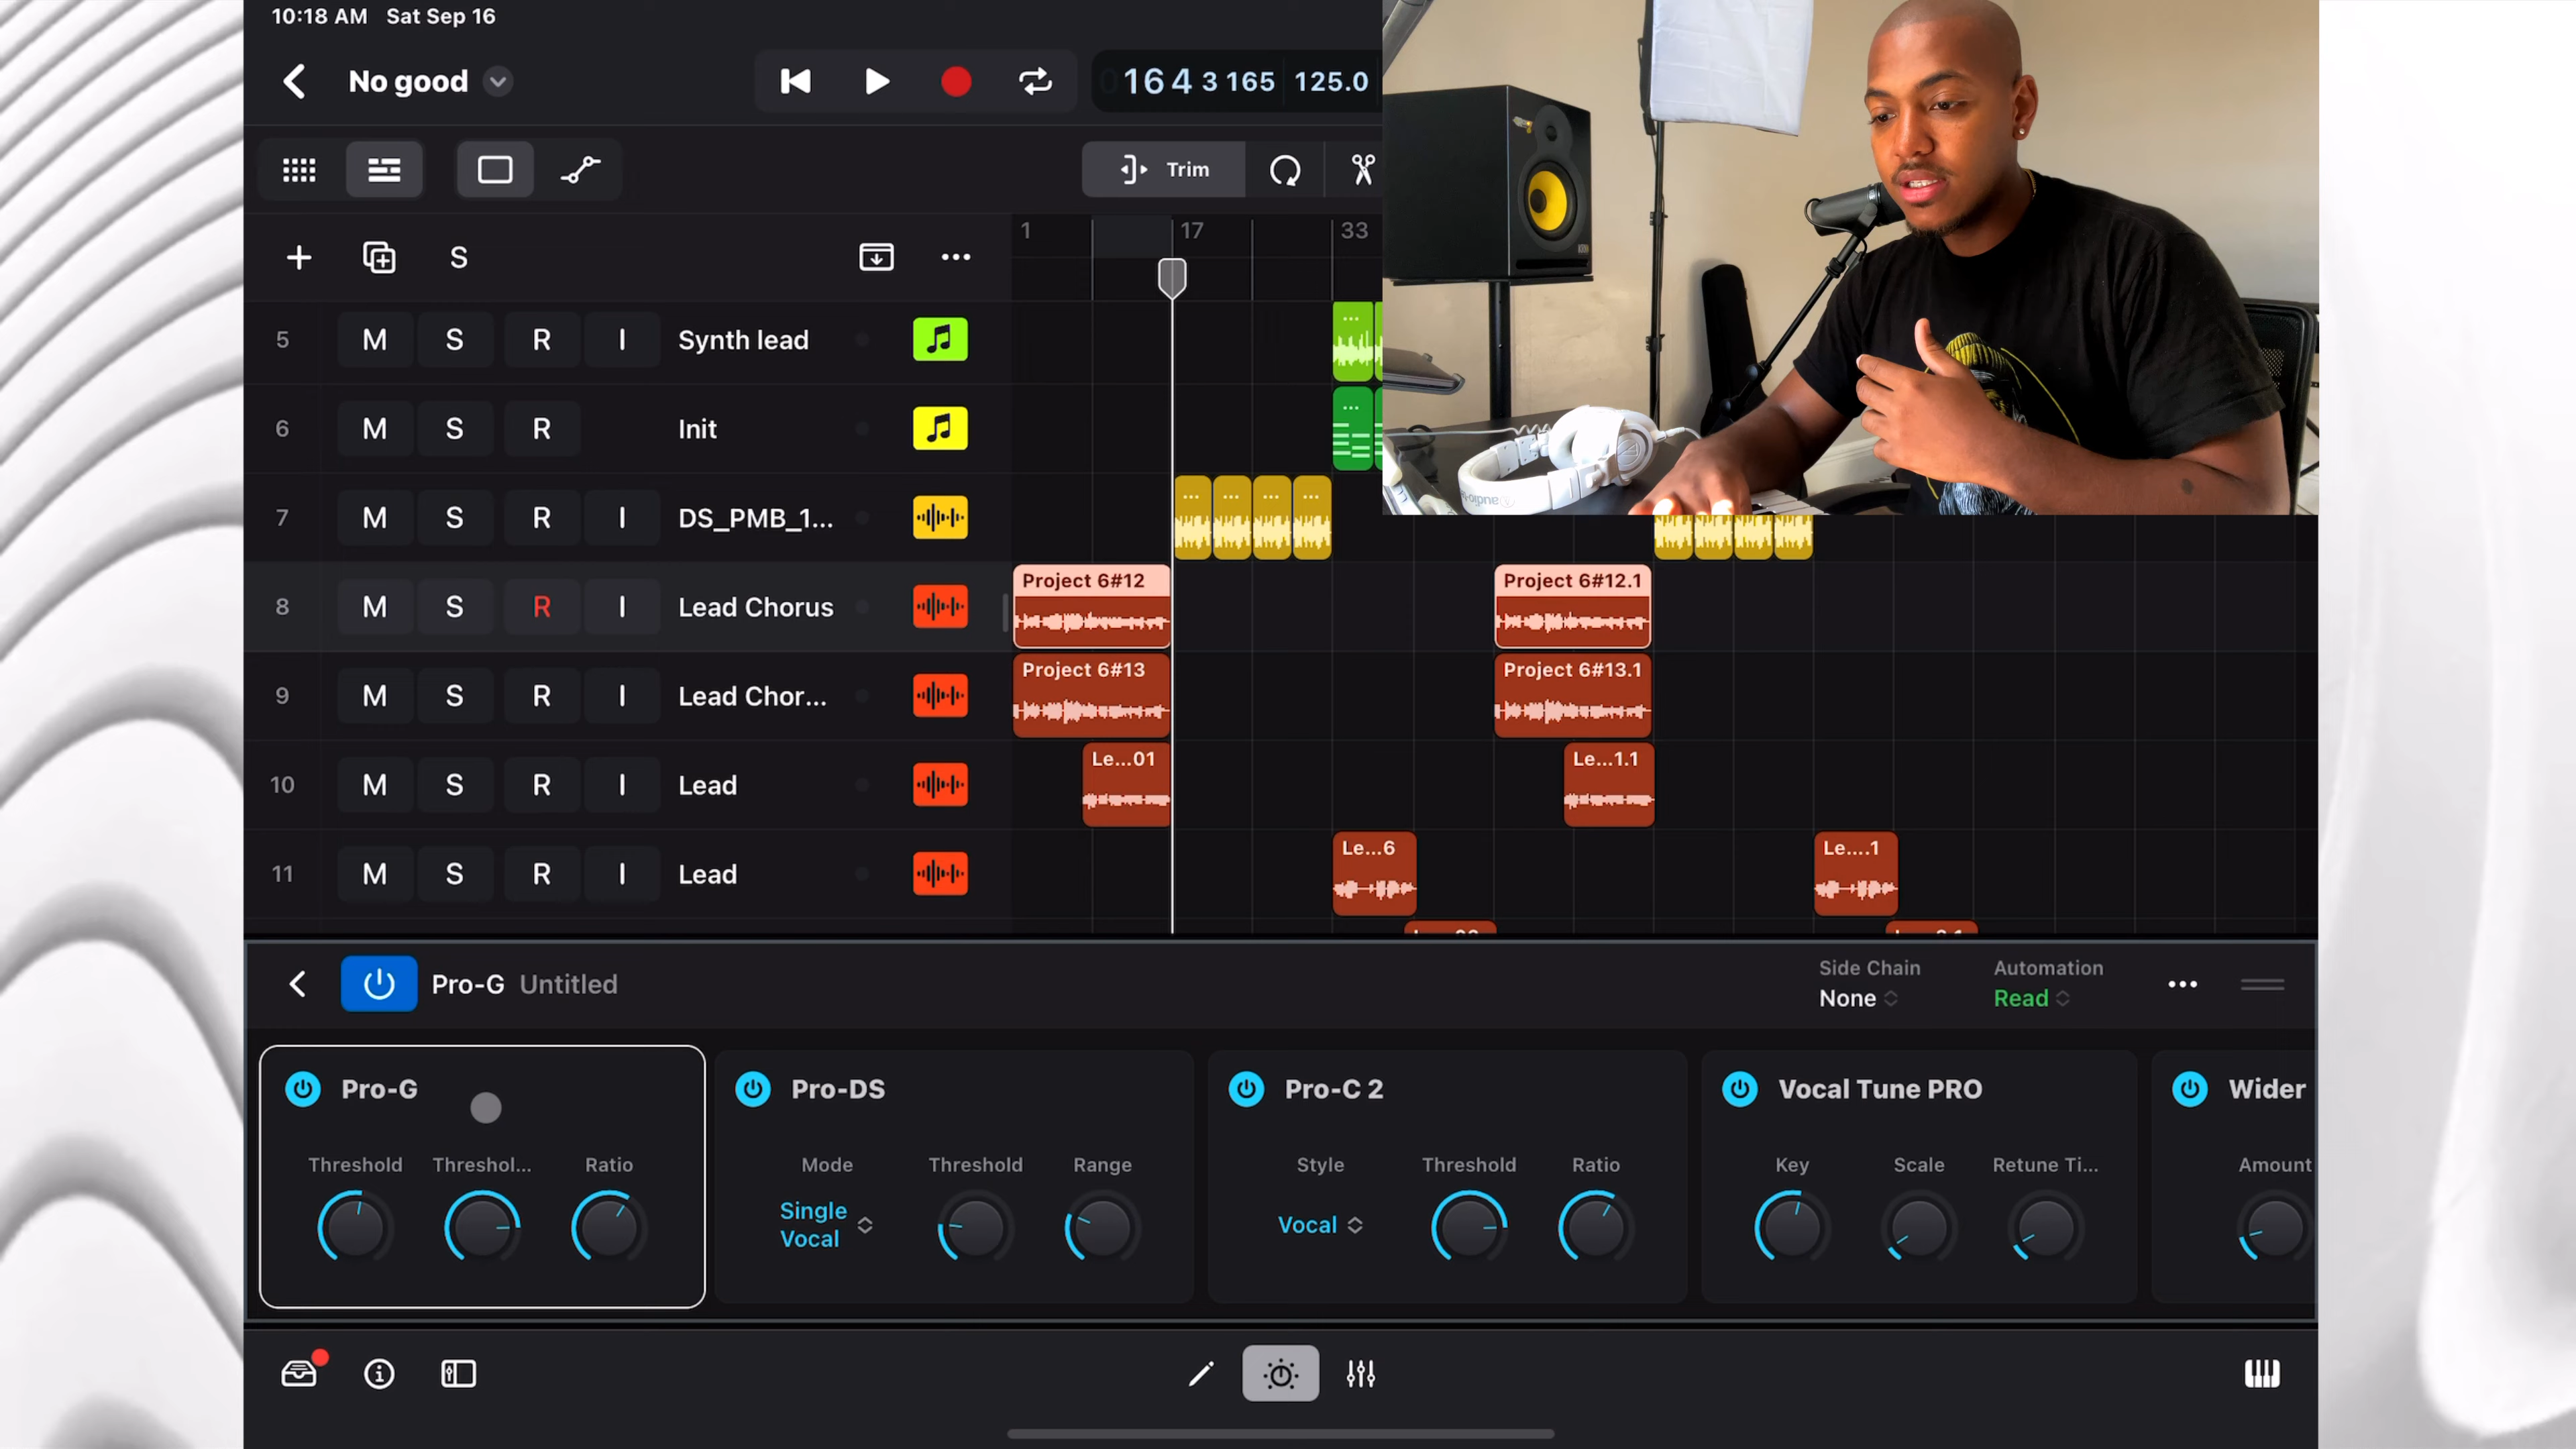 10:18 AM Sat Sep 16
No good
164 3 165 125.0
Trim
S
1 17 33
5 M S R I Synth lead
6 M S R Init
7 M S R I DS_PMB_1...
8 M S R I Lead Chorus
Project 6#12 Project 6#12.1
9 M S R I Lead Chor...
Project 6#13 Project 6#13.1
10 M S R I Lead
Le...01 Le...1.1
11 M S R I Lead
Le...6 Le....1
Pro-G Untitled
Side Chain
None
Automation
Read
Pro-G
Threshold Threshol... Ratio
Pro-DS
Mode Threshold Range
Single
Vocal
Pro-C 2
Style Threshold Ratio
Vocal
Vocal Tune PRO
Key Scale Retune Ti...
Wider
Amount